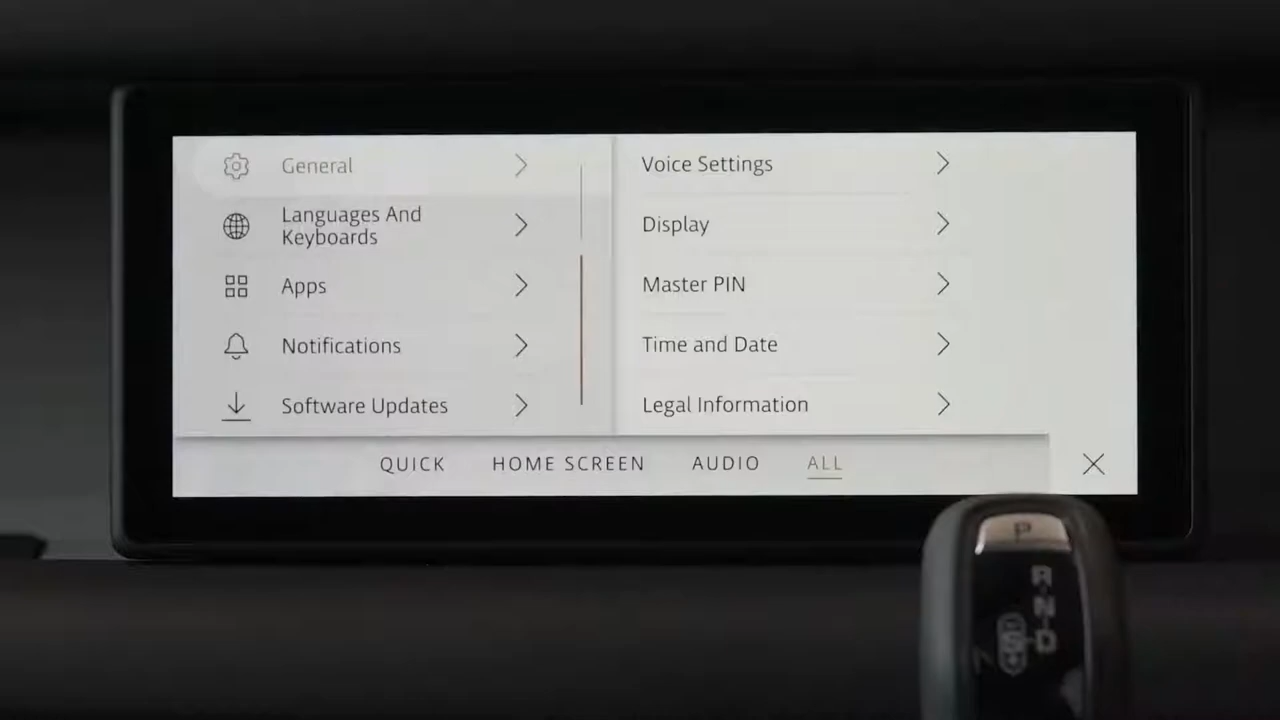 General
Languages And
Keyboards
Apps
Notifications
Software Updates
Voice Settings
Display
Master PIN
Time and Date
Legal Information
QUICK
HOME SCREEN
AUDIO
ALL
P
R
N
D
S